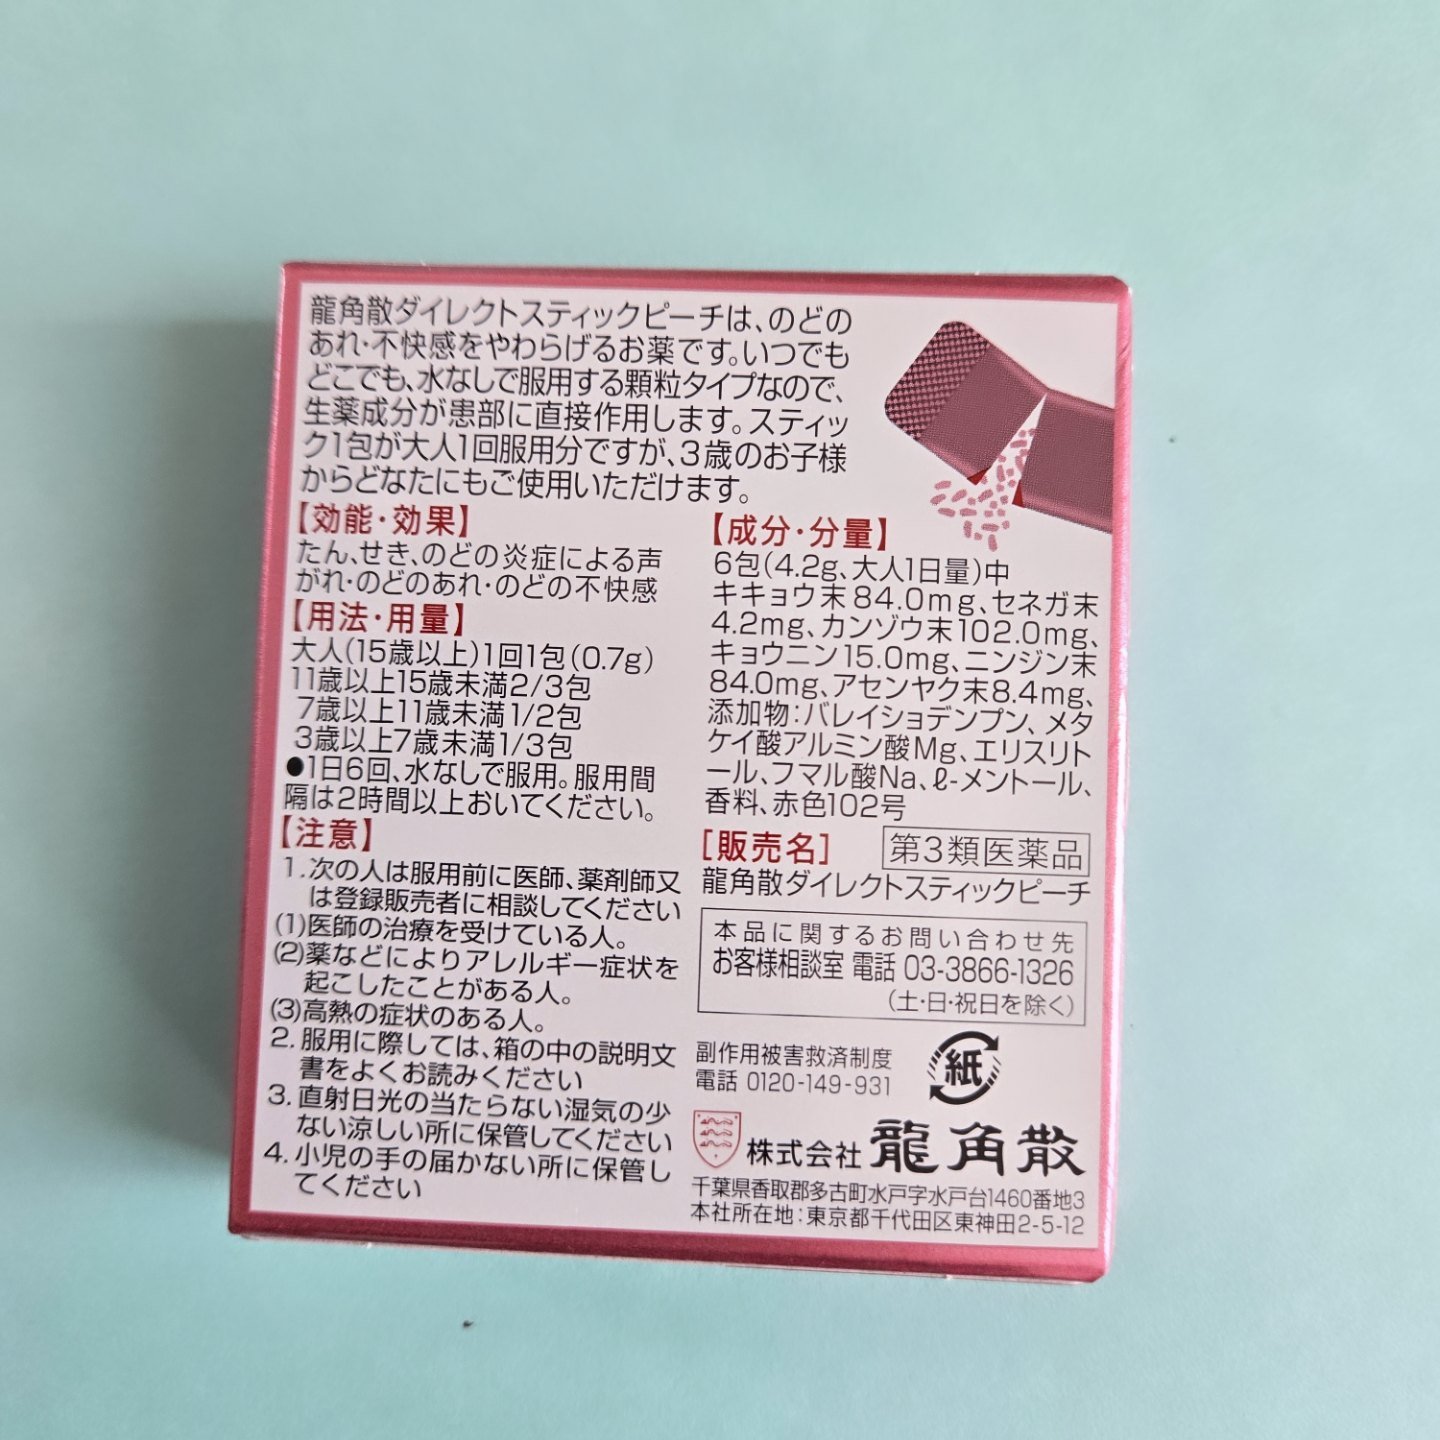 龍角散ダイレクトスティックピーチは、のどの
あれ・不快感をやわらげるお薬です。いつでも
どこでも、水なしで服用する顆粒タイプなので、
生薬成分が患部に直接作用します。スティッ
ク1包が大人1回服用分ですが、3歳のお子様
からどなたにもご使用いただけます。
【効能・効果】
たん、せき、のどの炎症による声
がれ・のどのあれ・のどの不快感
【用法・用量】
大人(15歳以上)1回1包(0.7g)
11歳以上15歳未満2/3包
7歳以上11歳未満1/2包
3歳以上7歳未満1/3包
●1日6回、水なしで服用。服用間
隔は2時間以上おいてください。
【注意】
1.次の人は服用前に医師、薬剤師又
は登録販売者に相談してください
(1)医師の治療を受けている人。
(2)薬などによりアレルギー症状を
起こしたことがある人。
(3)高熱の症状のある人。
2.服用に際しては、箱の中の説明文
書をよくお読みください
3.直射日光の当たらない湿気の少
ない涼しい所に保管してください
4.小児の手の届かない所に保管し
てください
【成分・分量】
6包(4.2g、大人1日量)中
キキョウ末84.0mg、セネガ末
4.2mg、カンゾウ末102.0mg、
キョウニン15.0mg、ニンジン末
84.0mg、アセンヤク末8.4mg、
添加物:バレイショデンプン、メタ
ケイ酸アルミン酸Mg、エリスリト
ール、フマル酸Na、ℓ-メントール、
香料、赤色102号
[販売名] 第3類医薬品
龍角散ダイレクトスティックピーチ
本品に関するお問い合わせ先
お客様相談室 電話 03-3866-1326
(土・日・祝日を除く)
副作用被害救済制度
電話 0120-149-931
紙
株式会社 龍角散
千葉県香取郡多古町水戸字水戸台1460番地3
本社所在地:東京都千代田区東神田2-5-12